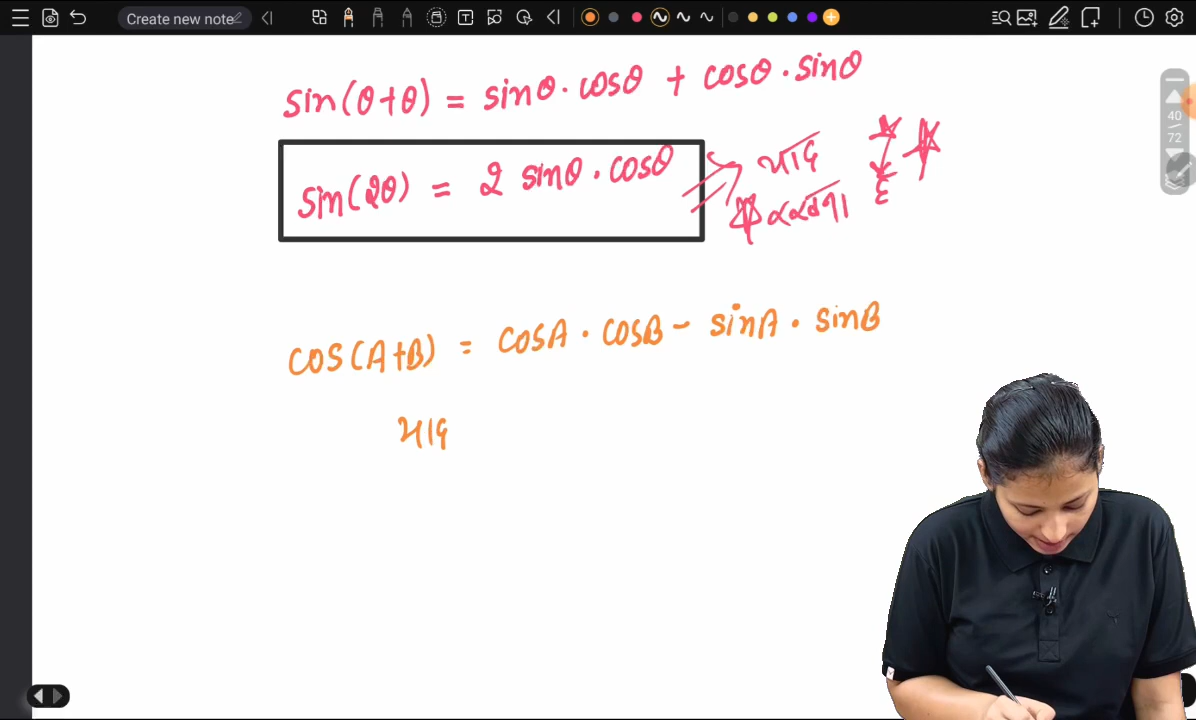 Create new note
sin(θ+θ) = sinθ · cosθ + cosθ · sinθ
sin(2θ) = 2 sinθ · cosθ
याद
cos(A+B) = cosA · cosB - sinA · sinB
याद
40
72